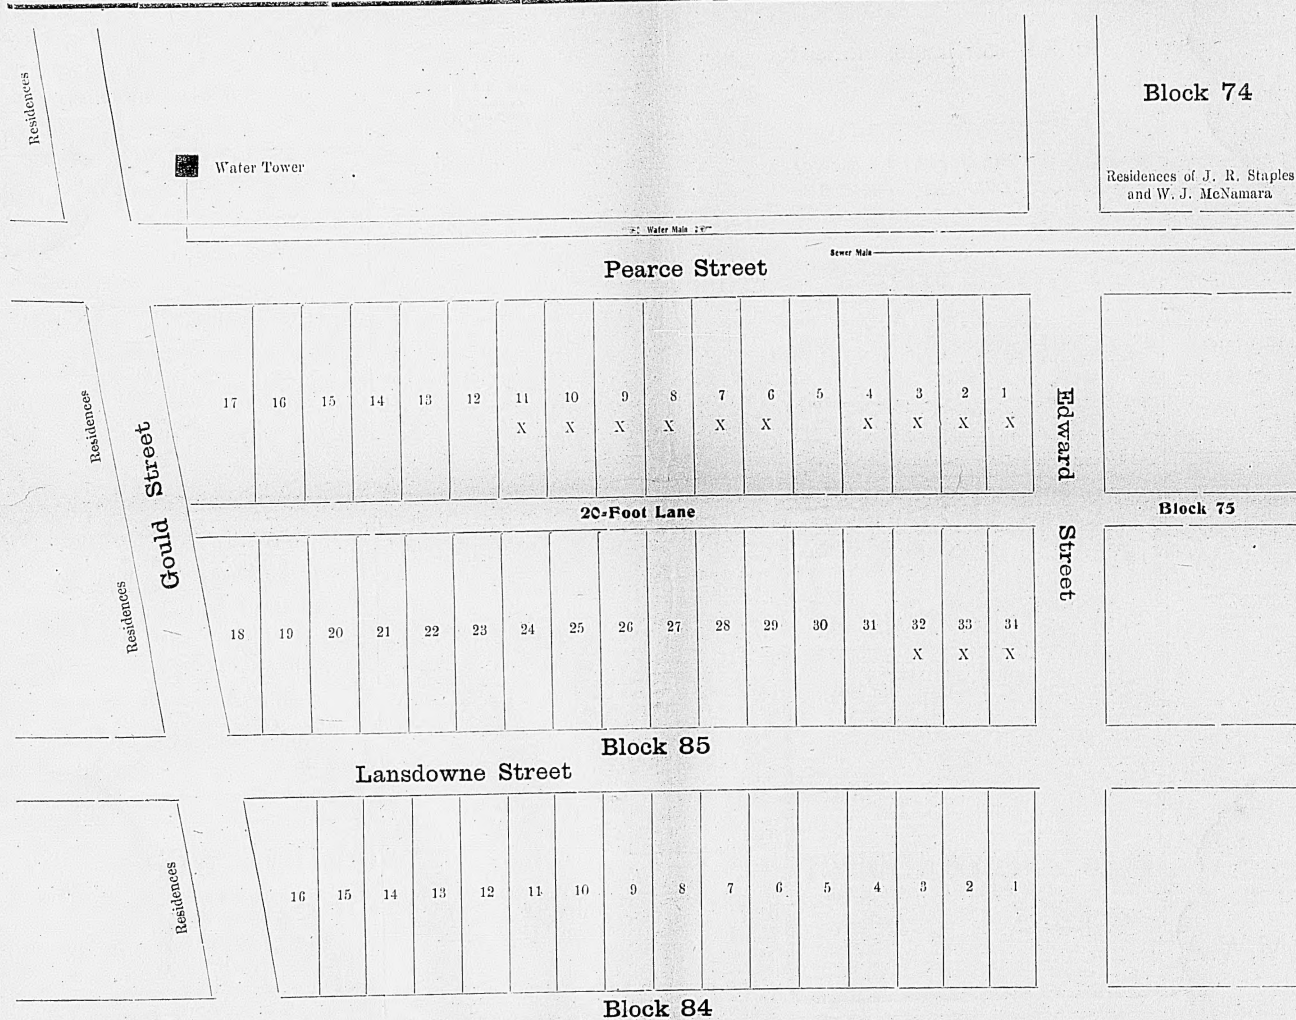 Residences
Block 74
Water Tower
Residences of J. R. Staples
and W. J. McNamara
Water Main
Sewer Main
Pearce Street
17 16 15 14 13 12 11 10 9 8 7 6 5 4 3 2 1
X X X X X X X X X X
Residences
Gould Street
Edward Street
20-Foot Lane
Block 75
Residences
18 19 20 21 22 23 24 25 26 27 28 29 30 31 32 33 34
X X X
Block 85
Lansdowne Street
Residences
16 15 14 13 12 11 10 9 8 7 6 5 4 3 2 1
Block 84